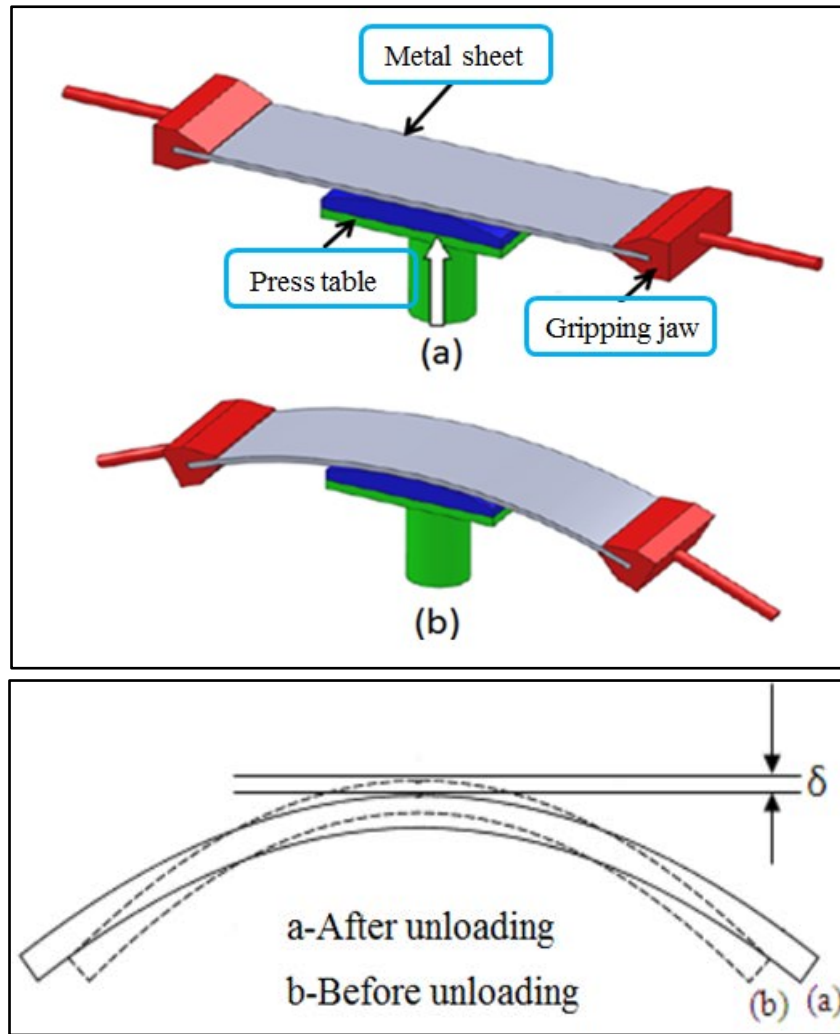 Metal sheet
Press table
Gripping jaw
(a)
(b)
δ
a-After unloading
b-Before unloading
(b) (a)